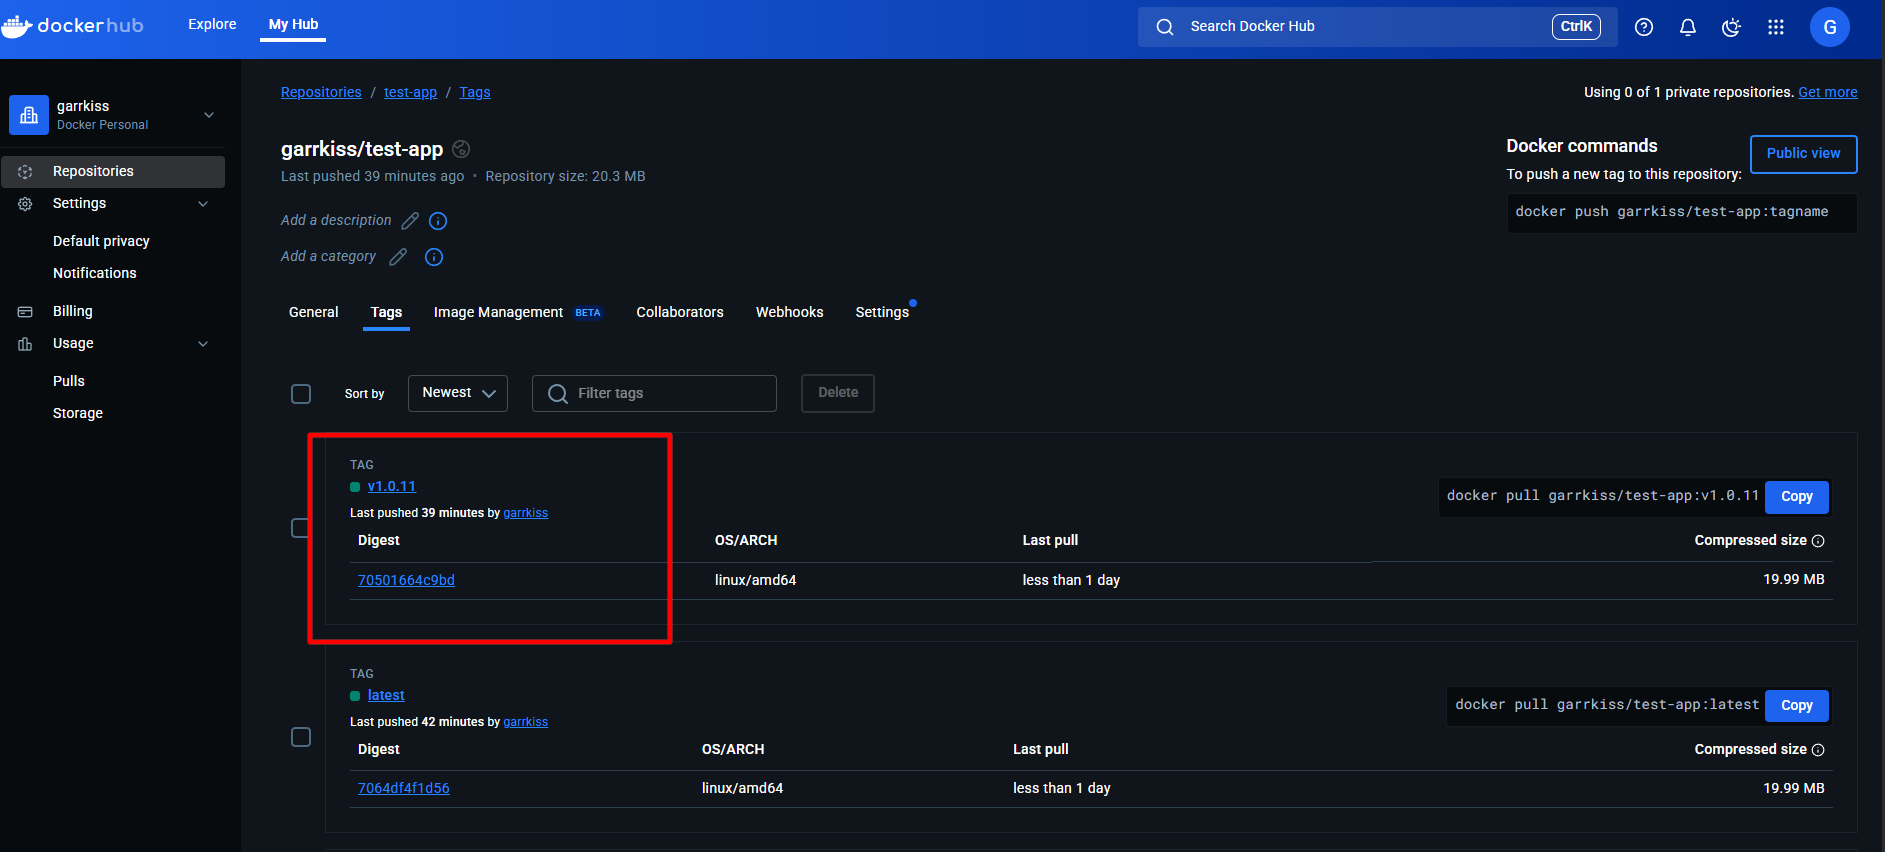 dockerhub
Explore
My Hub
Search Docker Hub
CtrlK
G
garrkiss
Docker Personal
Repositories
Settings
Default privacy
Notifications
Billing
Usage
Pulls
Storage
Repositories / test-app / Tags
Using 0 of 1 private repositories. Get more
garrkiss/test-app
Last pushed 39 minutes ago • Repository size: 20.3 MB
Add a description
Add a category
Docker commands
Public view
To push a new tag to this repository:
docker push garrkiss/test-app:tagname
General
Tags
Image Management BETA
Collaborators
Webhooks
Settings
Sort by
Newest
Filter tags
Delete
TAG
v1.0.11
Last pushed 39 minutes by garrkiss
docker pull garrkiss/test-app:v1.0.11
Copy
Digest OS/ARCH Last pull Compressed size
70501664c9bd linux/amd64 less than 1 day 19.99 MB
TAG
latest
Last pushed 42 minutes by garrkiss
docker pull garrkiss/test-app:latest
Copy
Digest OS/ARCH Last pull Compressed size
7064df4f1d56 linux/amd64 less than 1 day 19.99 MB